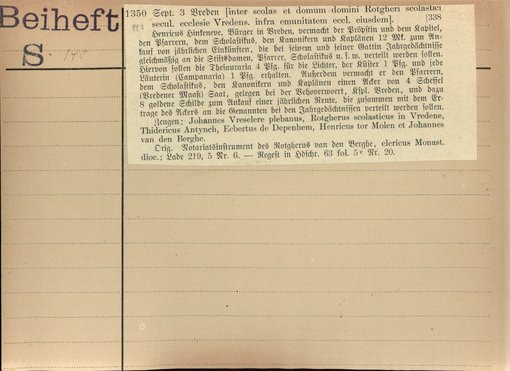 Beiheft
S
1350 Sept. 3 Vreden [inter scolas et domum domini Rotgheri scolastici
secul. ecclesie Vredens. infra emunitatem eccl. eiusdem]. [338
Henricus Hinkeneve, Bürger in Vreden, vermacht der Pröpstin und dem Kapitel,
den Pfarrern, dem Scholastikus, den Kanonikern und Kaplänen 12 Mk. zum An-
kauf von jährlichen Einkünften, die bei seinem und seiner Gattin Jahrgedächtnisse
gleichmäßig an die Stiftsdamen, Pfarrer, Scholastikus u. s. w. verteilt werden sollen.
Hiervon sollen die Thesauraria 4 Pfg. für die Lichter, der Küster 1 Pfg. und jede
Läuterin (Campanaria) 1 Pfg. erhalten. Außerdem vermacht er den Pfarrern,
dem Scholastikus, den Kanonikern und Kaplänen einen Acker von 4 Scheffel
(Vredener Maaß) Saat, gelegen bei der Vehovenvoert, Kspl. Vreden, und dazu
8 goldene Schilde zum Ankauf einer jährlichen Rente, die zusammen mit dem Er-
trage des Ackers an die Genannten bei den Jahrgedächtnissen verteilt werden sollen.
Zeugen: Johannes Vreselere plebanus, Rotgherus scolasticus in Vredene,
Thidericus Antynch, Ecbertus de Depenhem, Henricus tor Molen et Johannes
van den Berghe.
Orig. Notariatsinstrument des Rotgherus van den Berghe, clericus Monast.
dioc.; Lade 219, 5 Nr. 6. — Regest in Hdschr. 63 fol. 5v Nr. 20.